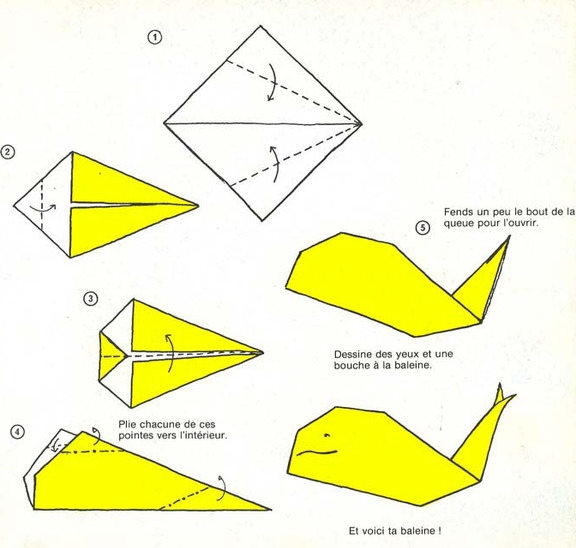 1
2
3
Plie chacune de ces
pointes vers l'intérieur.
4
Fends un peu le bout de la
queue pour l'ouvrir.
5
Dessine des yeux et une
bouche à la baleine.
Et voici ta baleine !